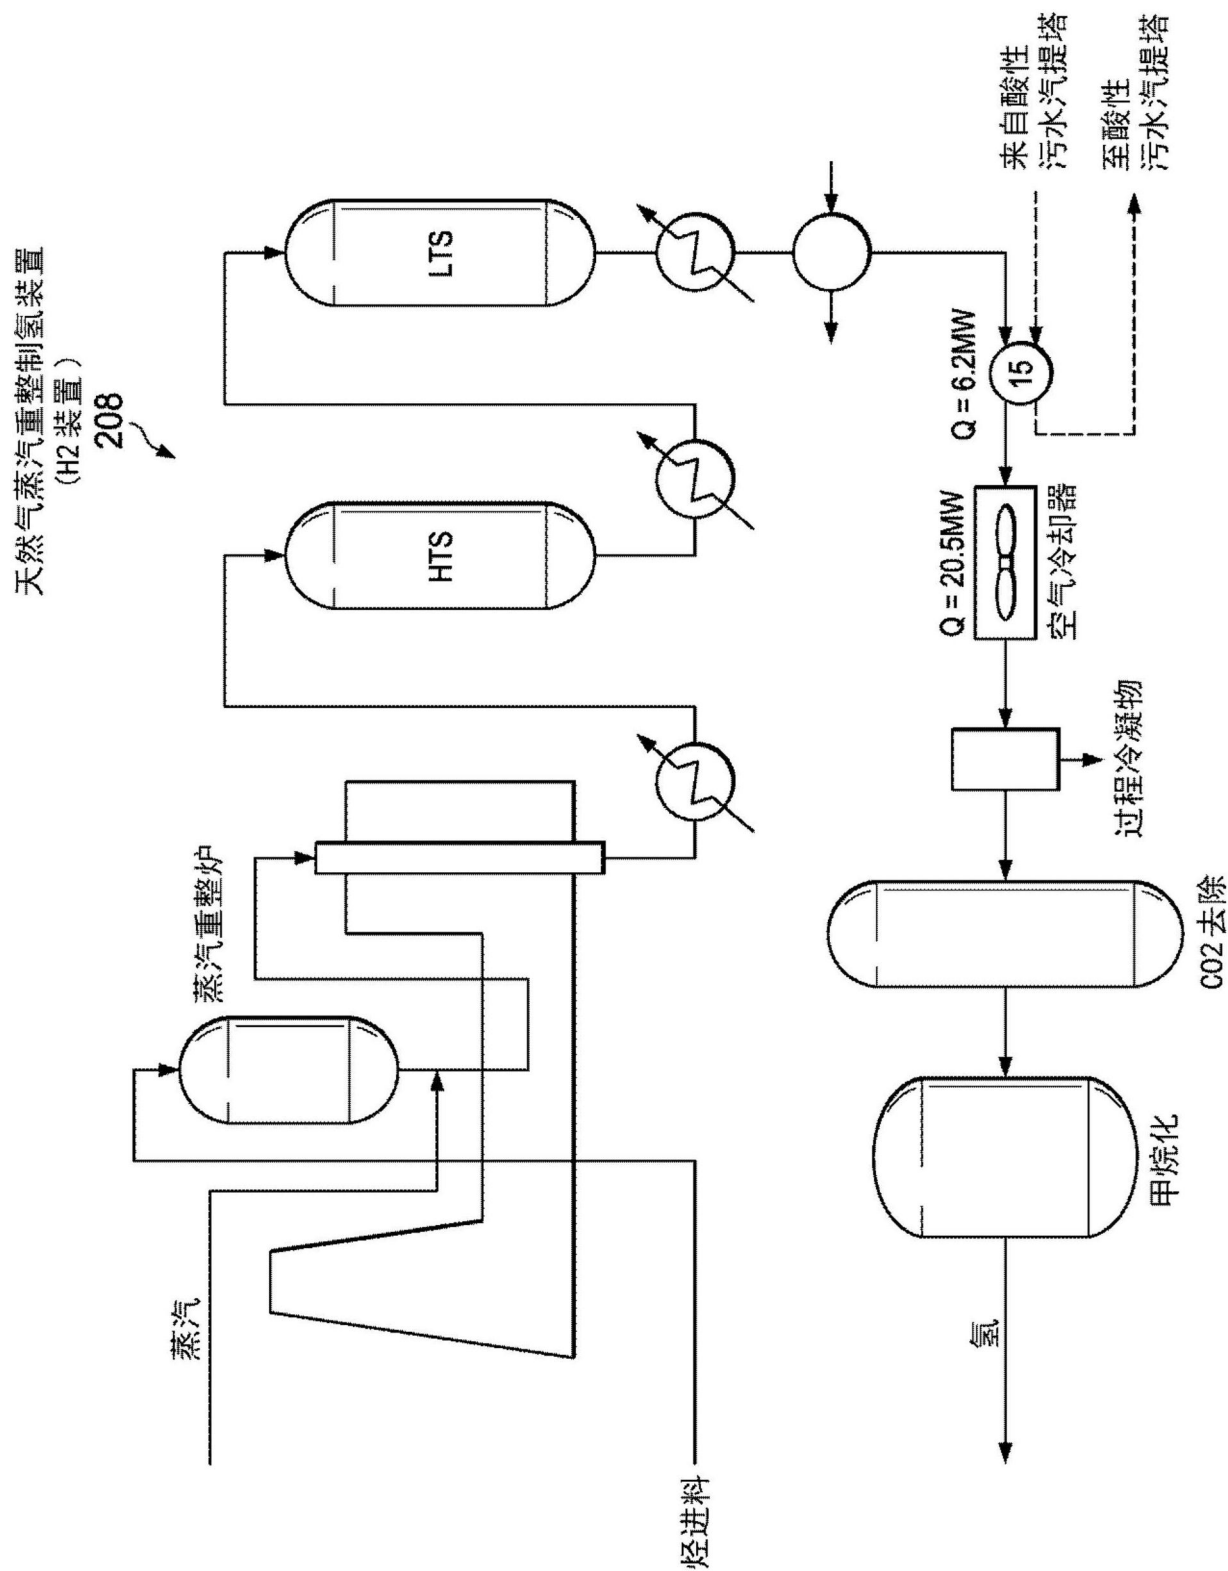 天然气蒸汽重整制氢装置
(H2 装置)
208
蒸汽
蒸汽重整炉
HTS
LTS
烃进料
来自酸性
污水汽提塔
至酸性
污水汽提塔
Q = 6.2MW
15
Q = 20.5MW
空气冷却器
过程冷凝物
CO2 去除
甲烷化
氢